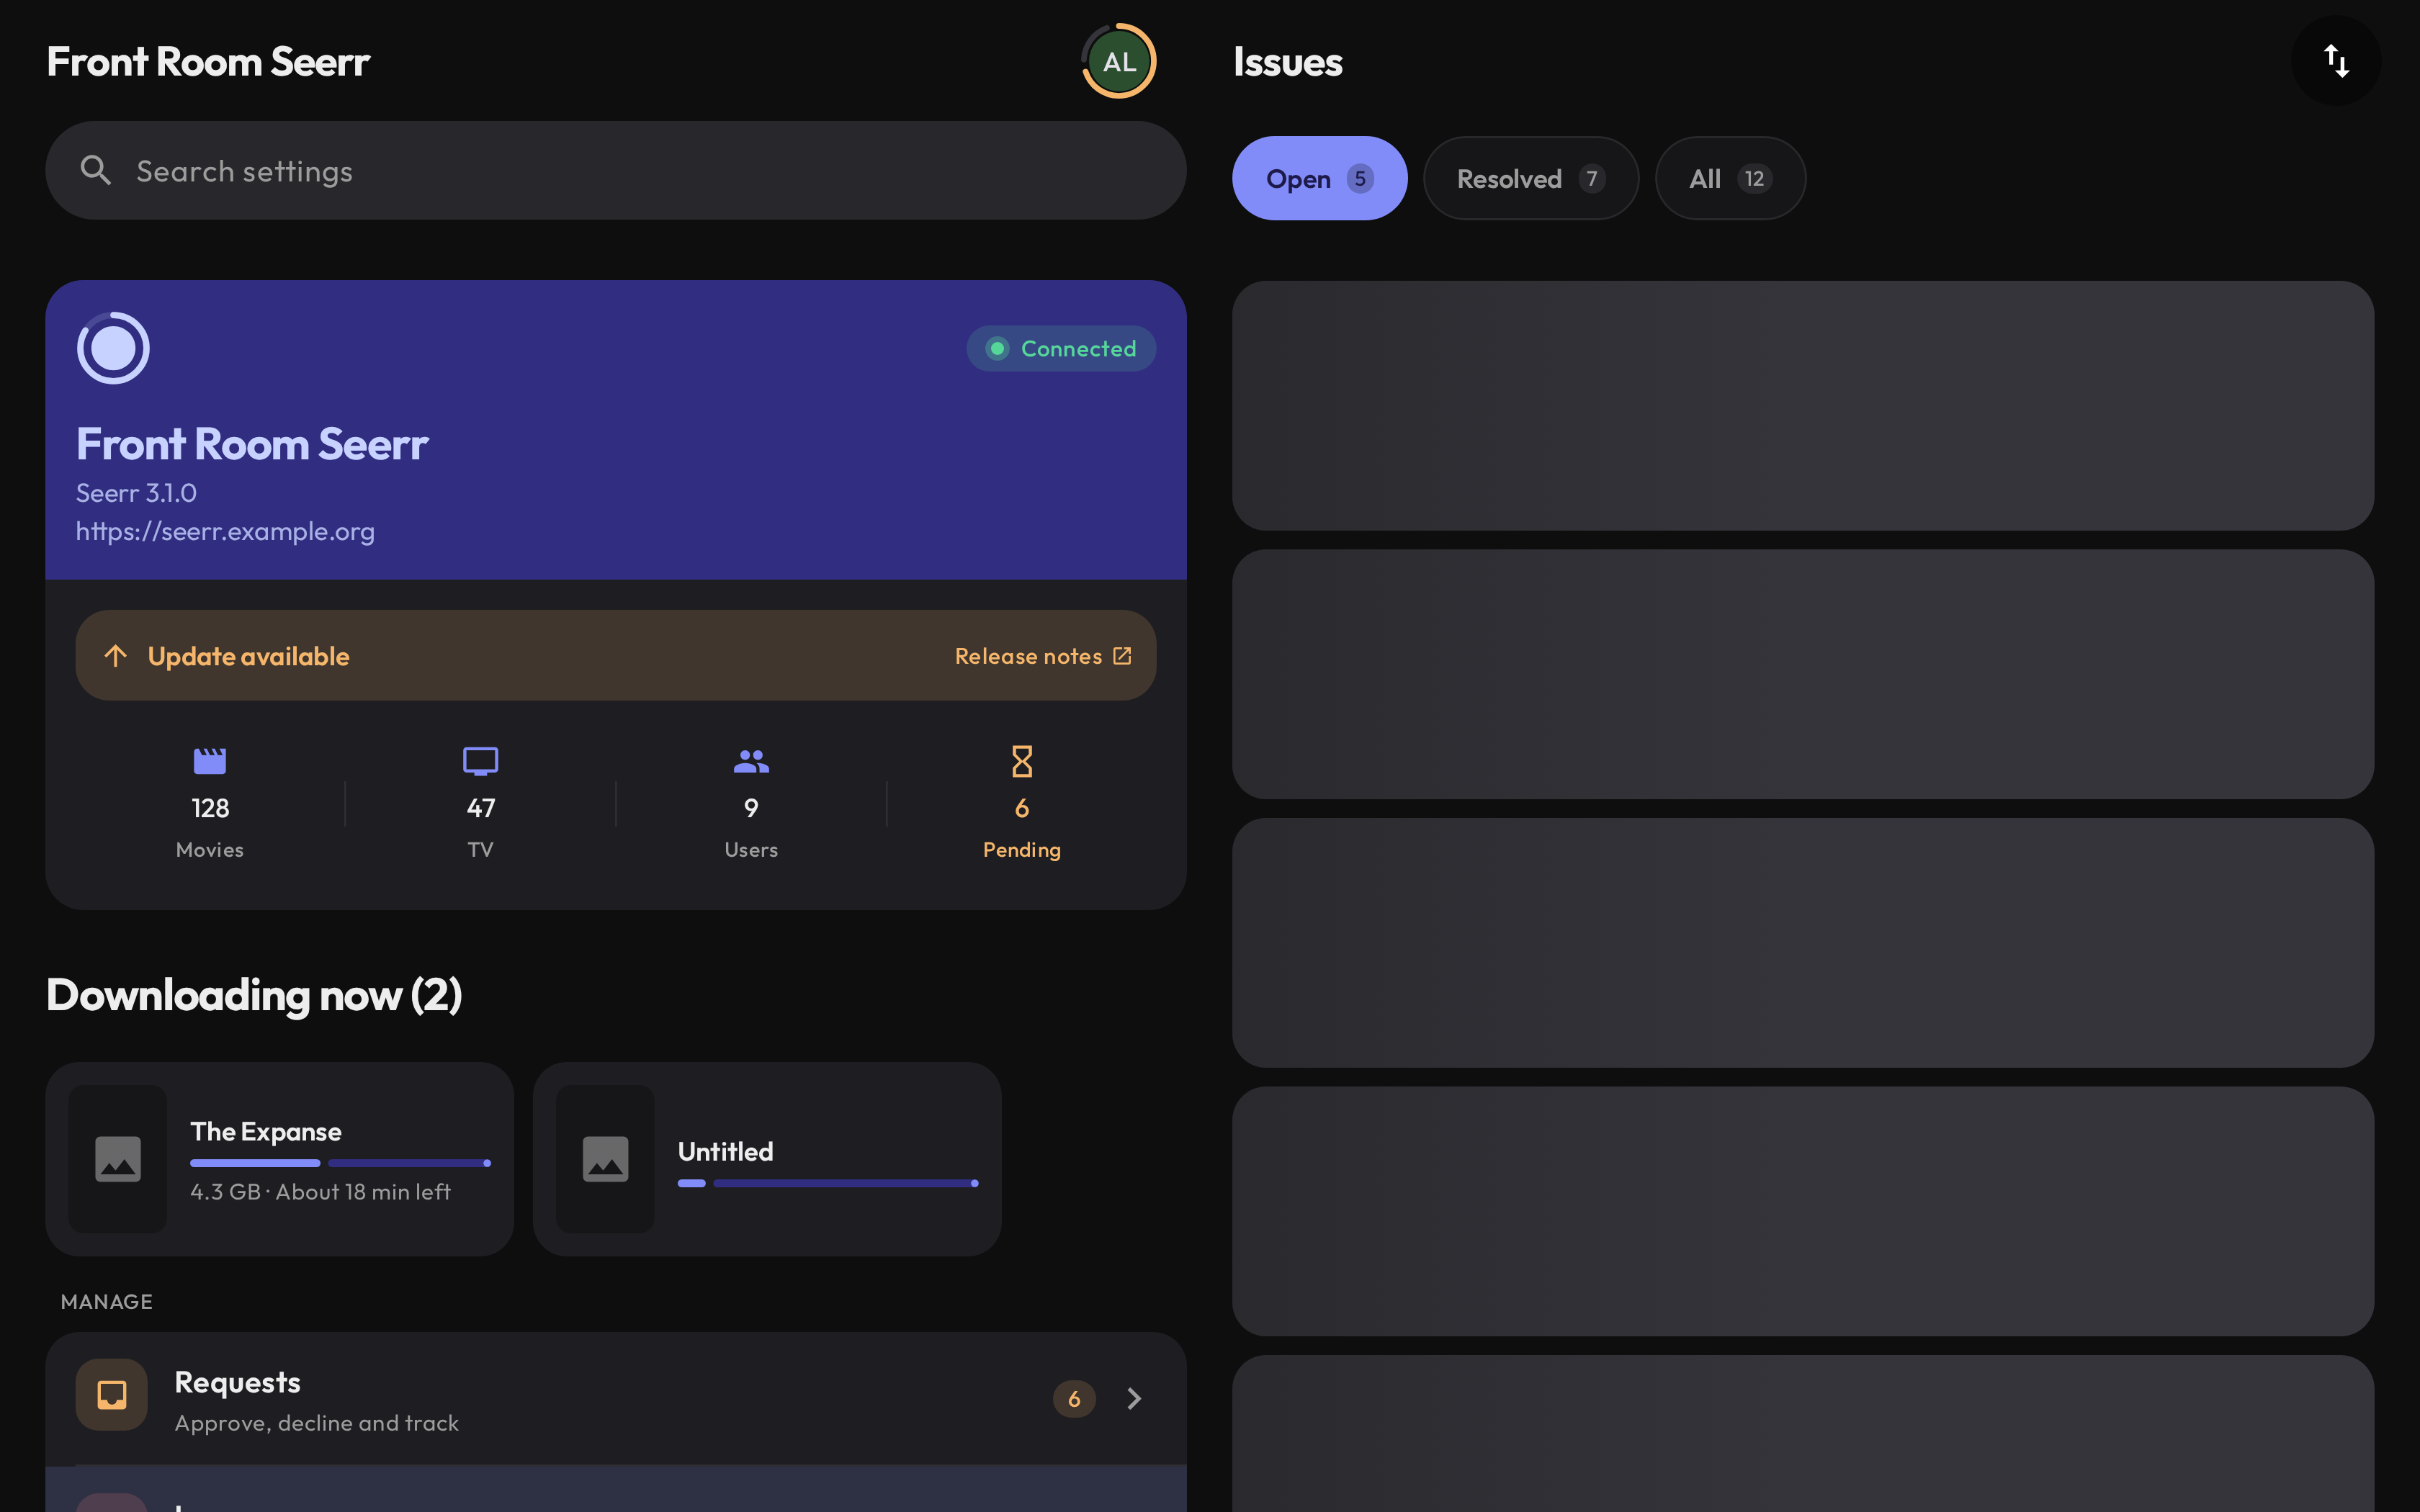 Front Room Seerr
AL
Search settings
Connected
Front Room Seerr
Seerr 3.1.0
https://seerr.example.org
Update available
Release notes
128
Movies
47
TV
9
Users
6
Pending
Downloading now (2)
The Expanse
4.3 GB · About 18 min left
Untitled
MANAGE
Requests
Approve, decline and track
6
Issues
Open 5
Resolved 7
All 12